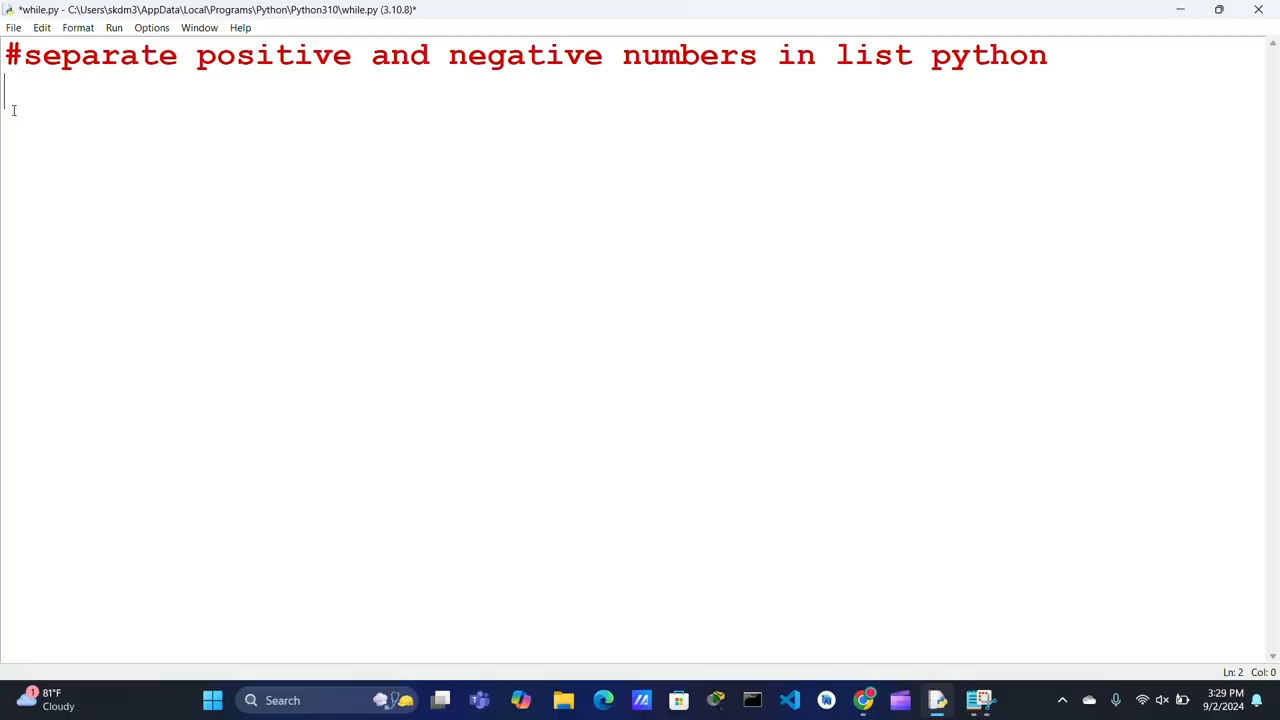 *while.py - C:\Users\skdm3\AppData\Local\Programs\Python\Python310\while.py (3.10.8)*
File Edit Format Run Options Window Help
#separate positive and negative numbers in list python
Ln: 2 Col: 0
1
81°F
Cloudy
Search
3:29 PM
9/2/2024